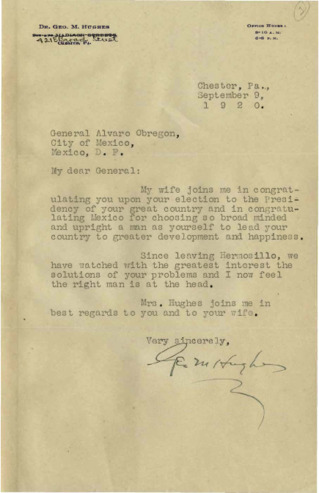 DR. GEO. M. HUGHES
421 Broad Street
CHESTER, PA.
OFFICE HOURS:
Chester, Pa.,
September 9,
1 9 2 0.
General Alvaro Obregon,
City of Mexico,
Mexico, D. F.
My dear General:
My wife joins me in congrat-
ulating you upon your election to the Presi-
dency of your great country and in congratu-
lating Mexico for choosing so broad minded
and upright a man as yourself to lead your
country to greater development and happiness.
Since leaving Hermosillo, we
have watched with the greatest interest the
solutions of your problems and I now feel
the right man is at the head.
Mrs. Hughes joins me in
best regards to you and to your wife.
Very sincerely,
Geo M Hughes